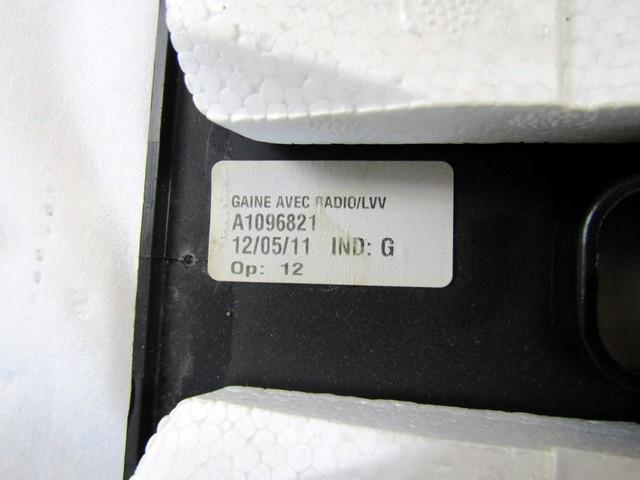 GAINE AVEC RADIO/LVV
A1096821
12/05/11 IND: G
Op: 12